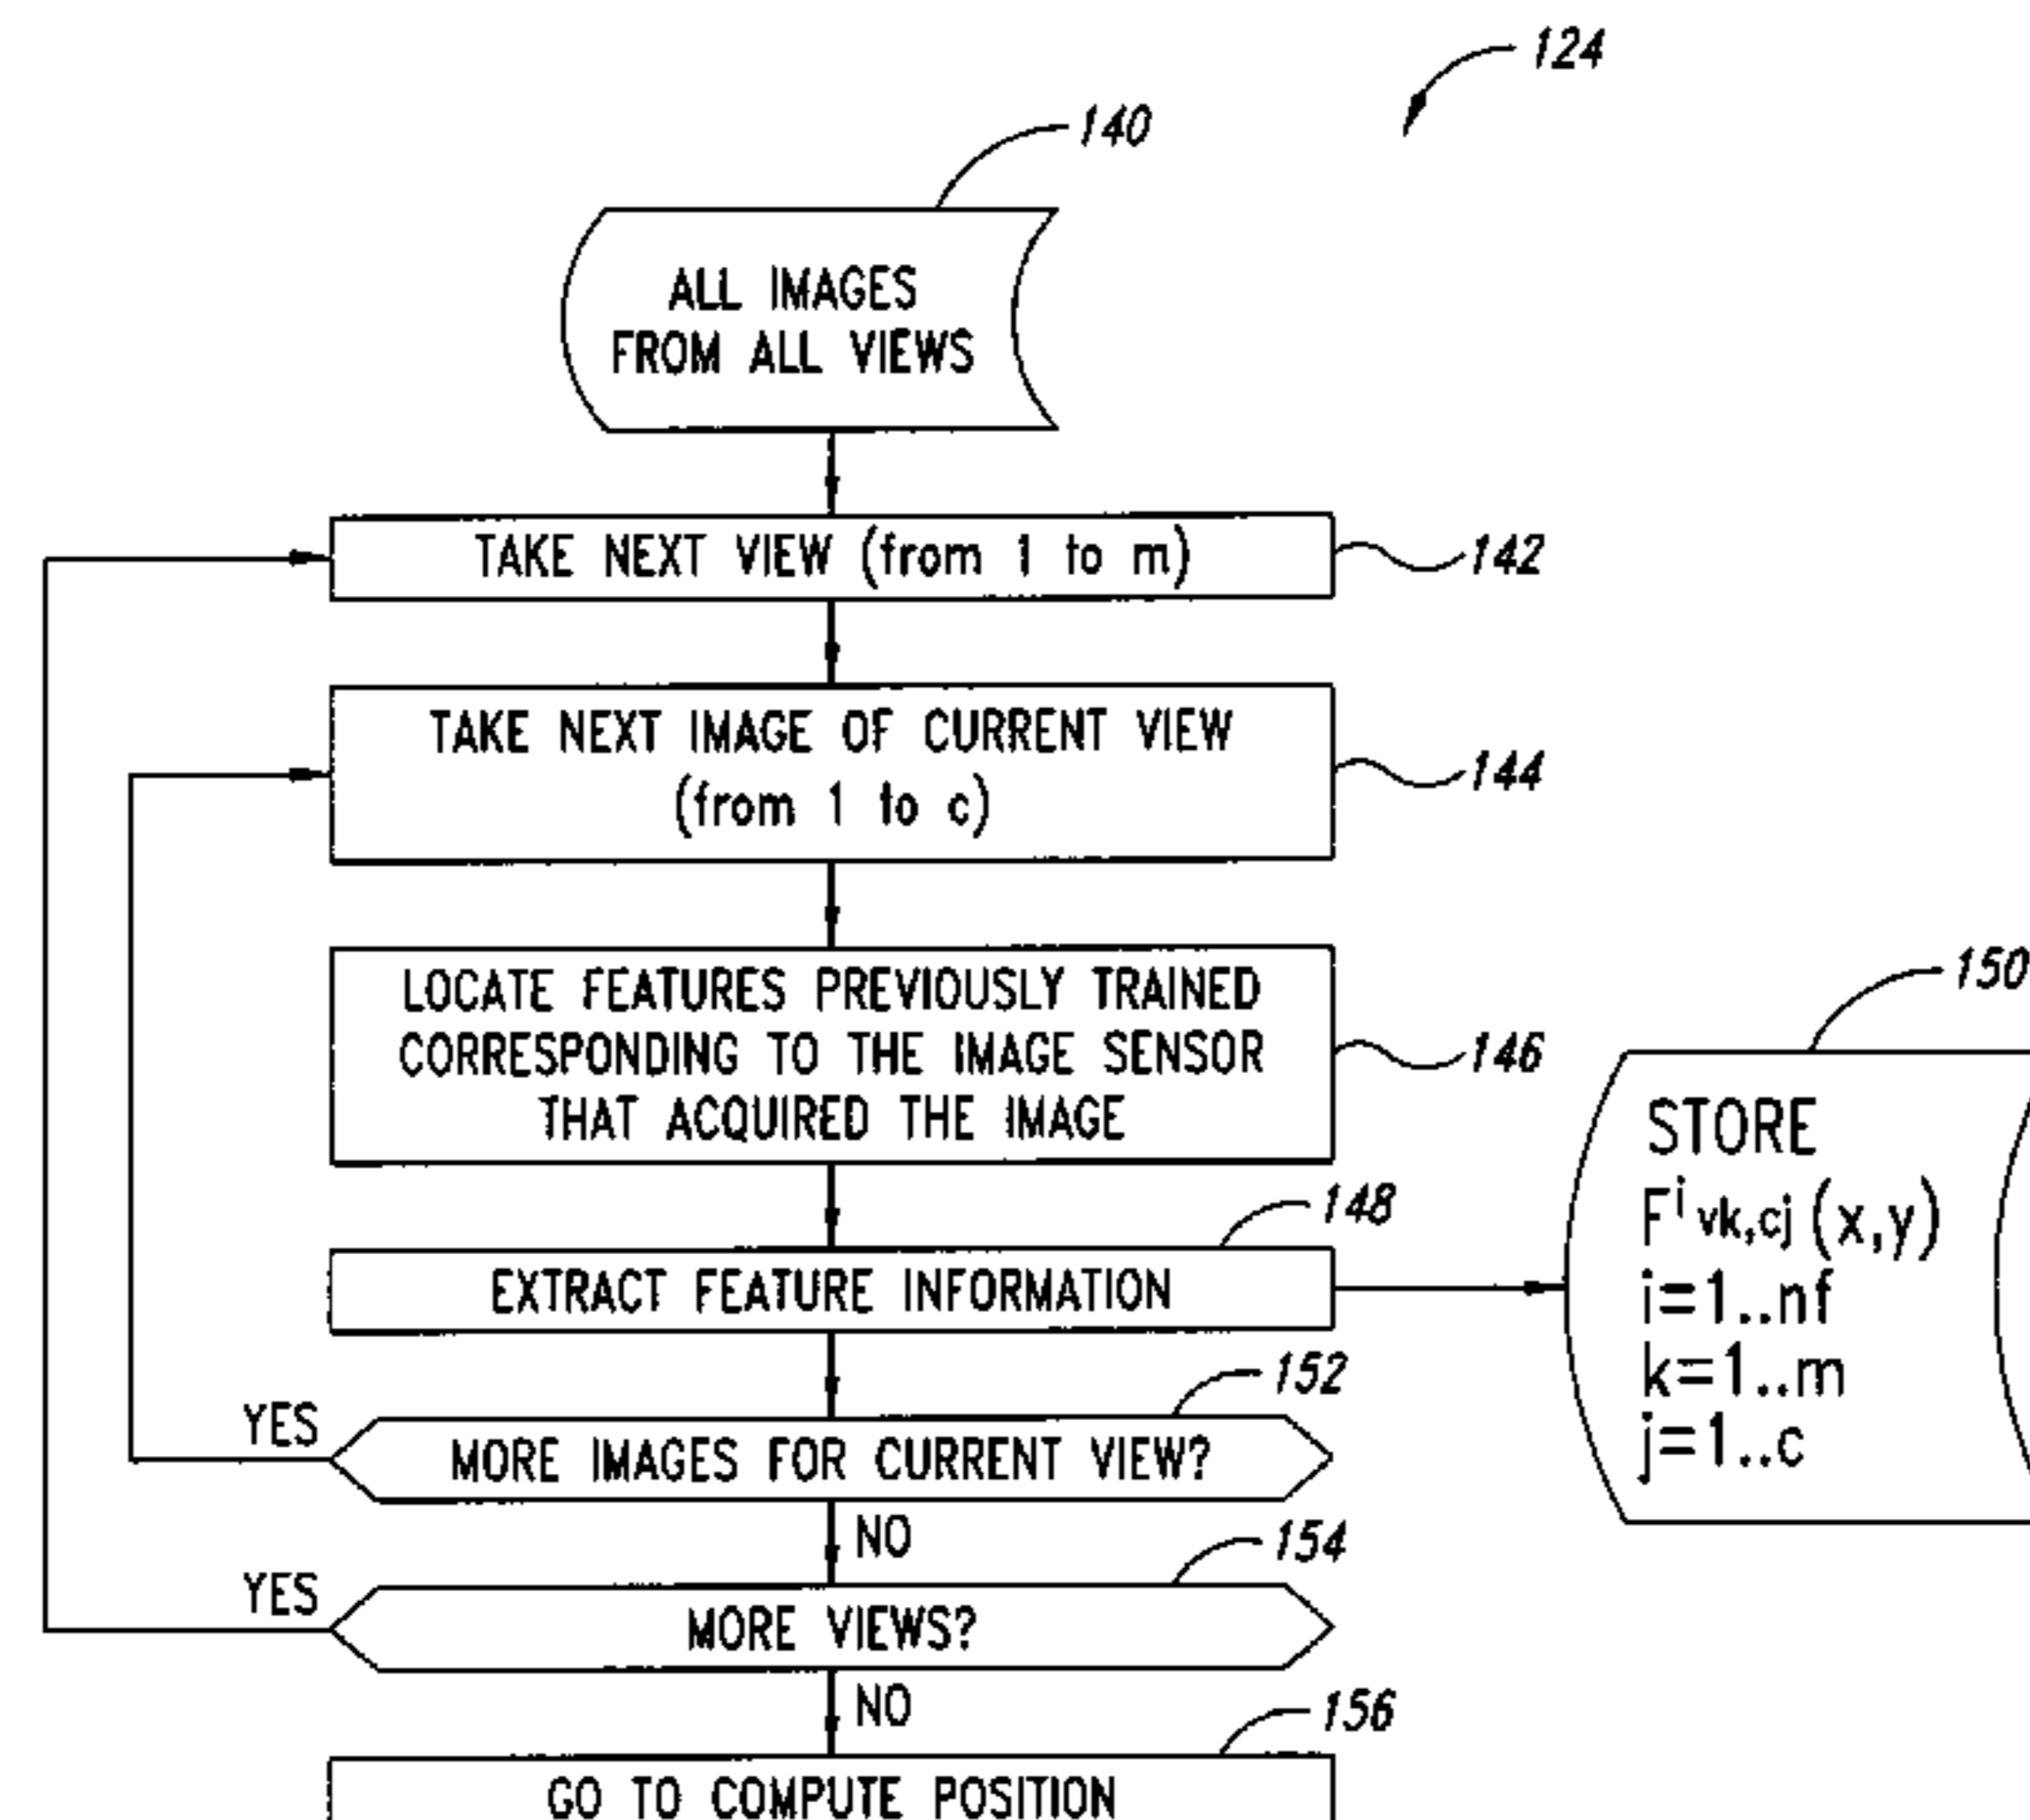 124
140
ALL IMAGES
FROM ALL VIEWS
TAKE NEXT VIEW (from 1 to m)
142
TAKE NEXT IMAGE OF CURRENT VIEW
(from 1 to c)
144
LOCATE FEATURES PREVIOUSLY TRAINED
CORRESPONDING TO THE IMAGE SENSOR
THAT ACQUIRED THE IMAGE
146
150
STORE
F^i vk,cj (x,y)
i=1..nf
k=1..m
j=1..c
148
EXTRACT FEATURE INFORMATION
152
YES
MORE IMAGES FOR CURRENT VIEW?
NO
154
YES
MORE VIEWS?
NO
156
GO TO COMPUTE POSITION